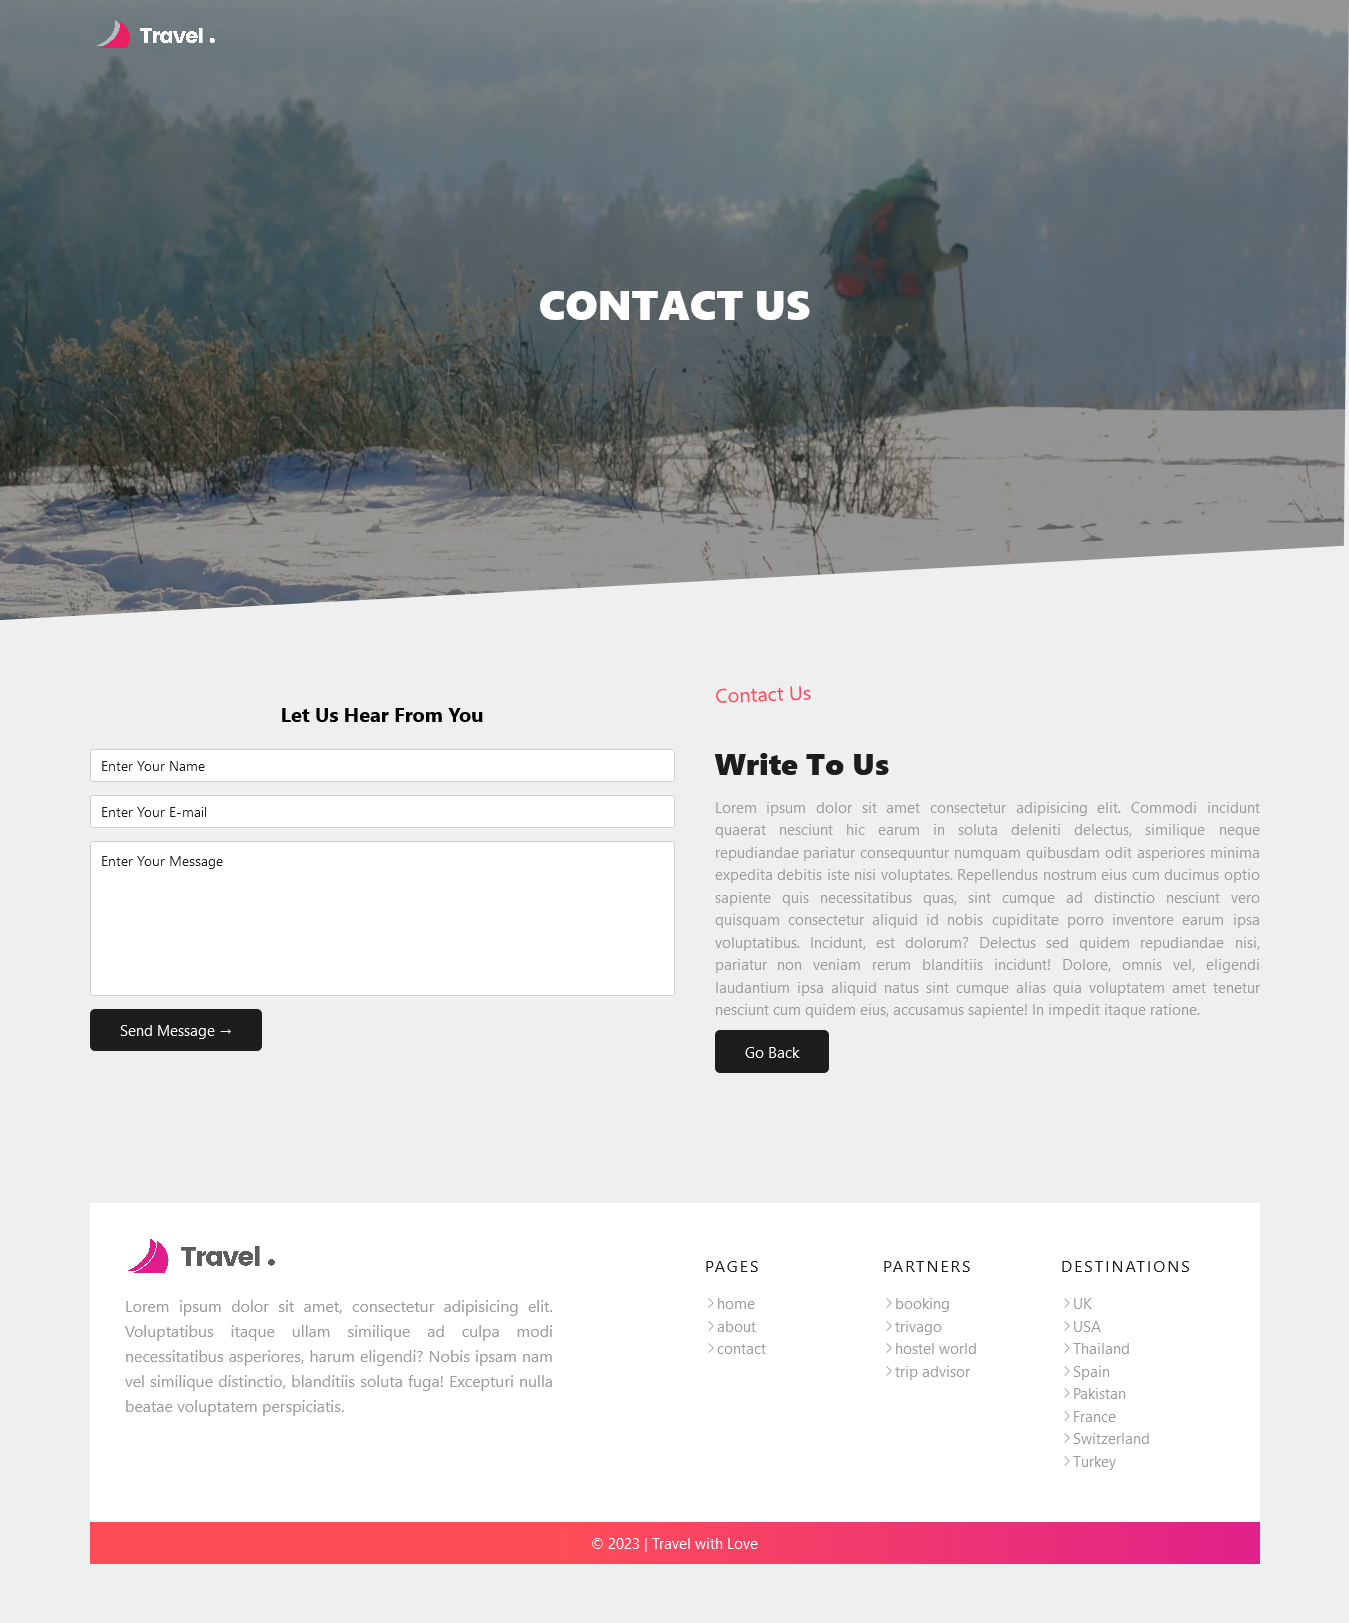 Travel .
CONTACT US
Let Us Hear From You
Enter Your Name
Enter Your E-mail
Enter Your Message
Send Message →
Contact Us
Write To Us
Lorem ipsum dolor sit amet consectetur adipisicing elit. Commodi incidunt
quaerat nesciunt hic earum in soluta deleniti delectus, similique neque
repudiandae pariatur consequuntur numquam quibusdam odit asperiores minima
expedita debitis iste nisi voluptates. Repellendus nostrum eius cum ducimus optio
sapiente quis necessitatibus quas, sint cumque ad distinctio nesciunt vero
quisquam consectetur aliquid id nobis cupiditate porro inventore earum ipsa
voluptatibus. Incidunt, est dolorum? Delectus sed quidem repudiandae nisi,
pariatur non veniam rerum blanditiis incidunt! Dolore, omnis vel, eligendi
laudantium ipsa aliquid natus sint cumque alias quia voluptatem amet tenetur
nesciunt cum quidem eius, accusamus sapiente! In impedit itaque ratione.
Go Back
Travel .
Lorem ipsum dolor sit amet, consectetur adipisicing elit.
Voluptatibus itaque ullam similique ad culpa modi
necessitatibus asperiores, harum eligendi? Nobis ipsam nam
vel similique distinctio, blanditiis soluta fuga! Excepturi nulla
beatae voluptatem perspiciatis.
PAGES
home
about
contact
PARTNERS
booking
trivago
hostel world
trip advisor
DESTINATIONS
UK
USA
Thailand
Spain
Pakistan
France
Switzerland
Turkey
© 2023 | Travel with Love